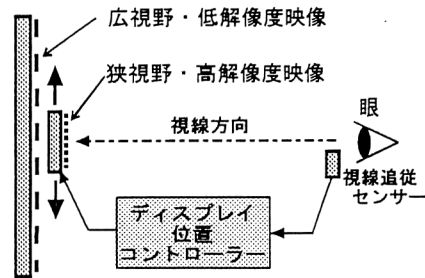 広視野・低解像度映像
狭視野・高解像度映像
眼
視線方向
視線追従
センサー
ディスプレイ
位置
コントローラー